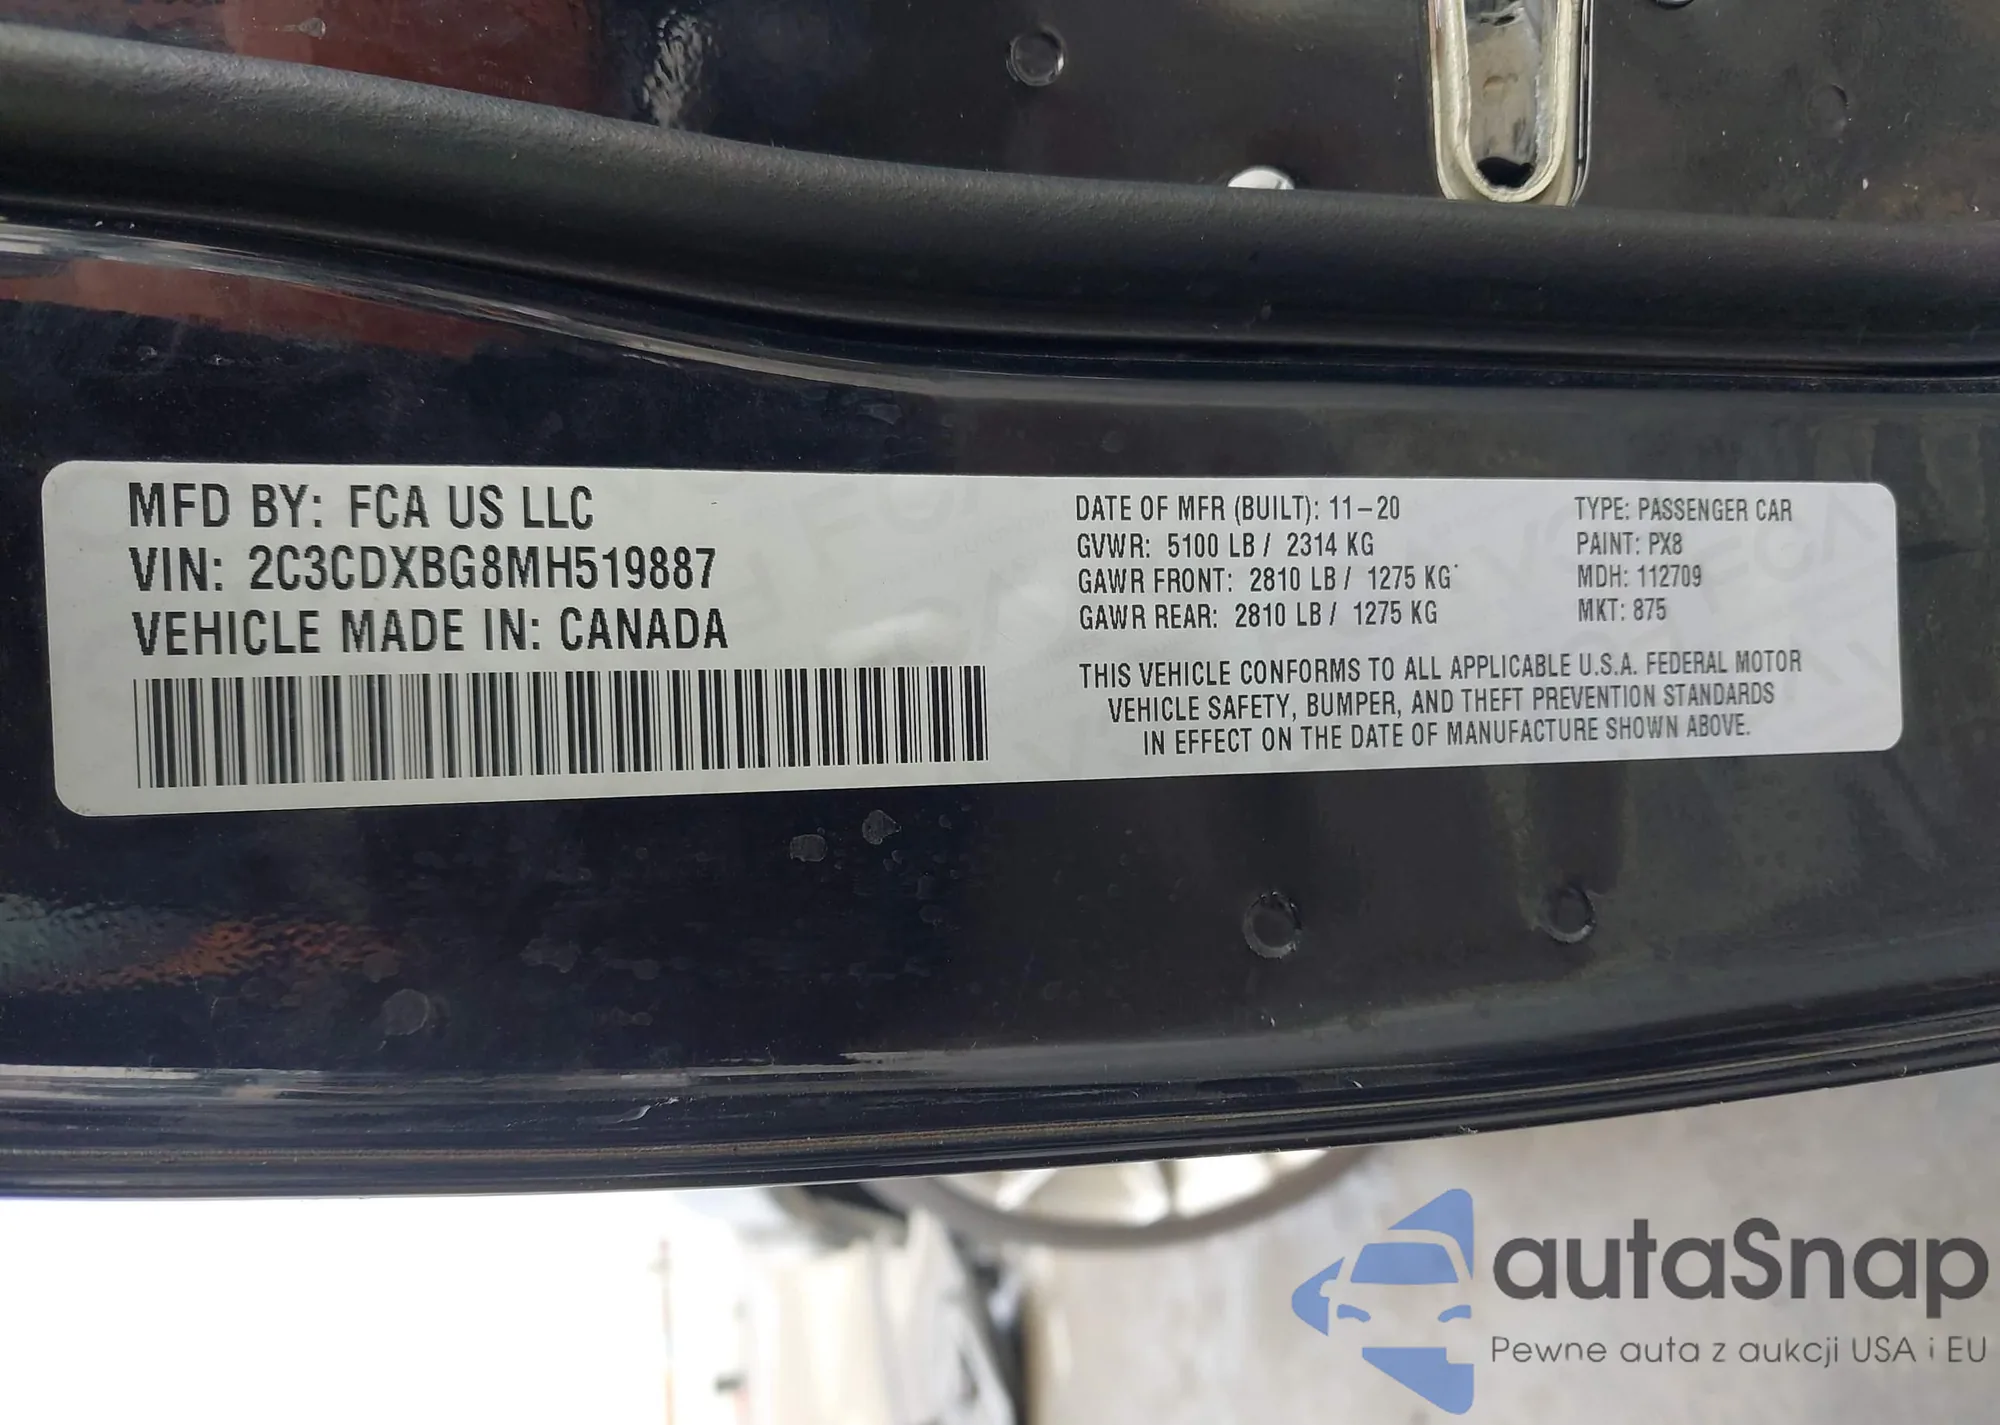 MFD BY: FCA US LLC
VIN: 2C3CDXBG8MH519887
VEHICLE MADE IN: CANADA
DATE OF MFR (BUILT): 11-20
GVWR: 5100 LB / 2314 KG
GAWR FRONT: 2810 LB / 1275 KG
GAWR REAR: 2810 LB / 1275 KG
TYPE: PASSENGER CAR
PAINT: PX8
MDH: 112709
MKT: 875
THIS VEHICLE CONFORMS TO ALL APPLICABLE U.S.A. FEDERAL MOTOR
VEHICLE SAFETY, BUMPER, AND THEFT PREVENTION STANDARDS
IN EFFECT ON THE DATE OF MANUFACTURE SHOWN ABOVE.
autaSnap
Pewne auta z aukcji USA i EU